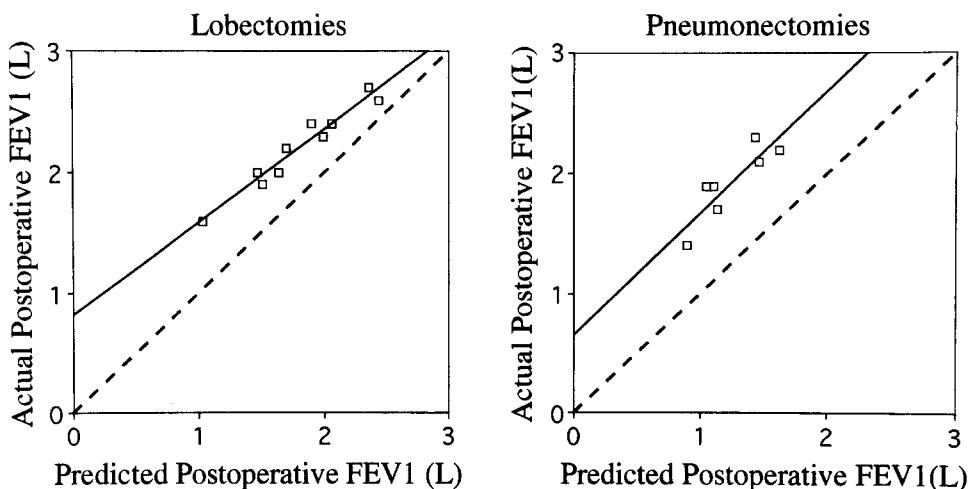 Lobectomies
Actual Postoperative FEV1 (L)
3
2
1
0
0 1 2 3
Predicted Postoperative FEV1 (L)
Pneumonectomies
Actual Postoperative FEV1(L)
3
2
1
0
0 1 2 3
Predicted Postoperative FEV1(L)